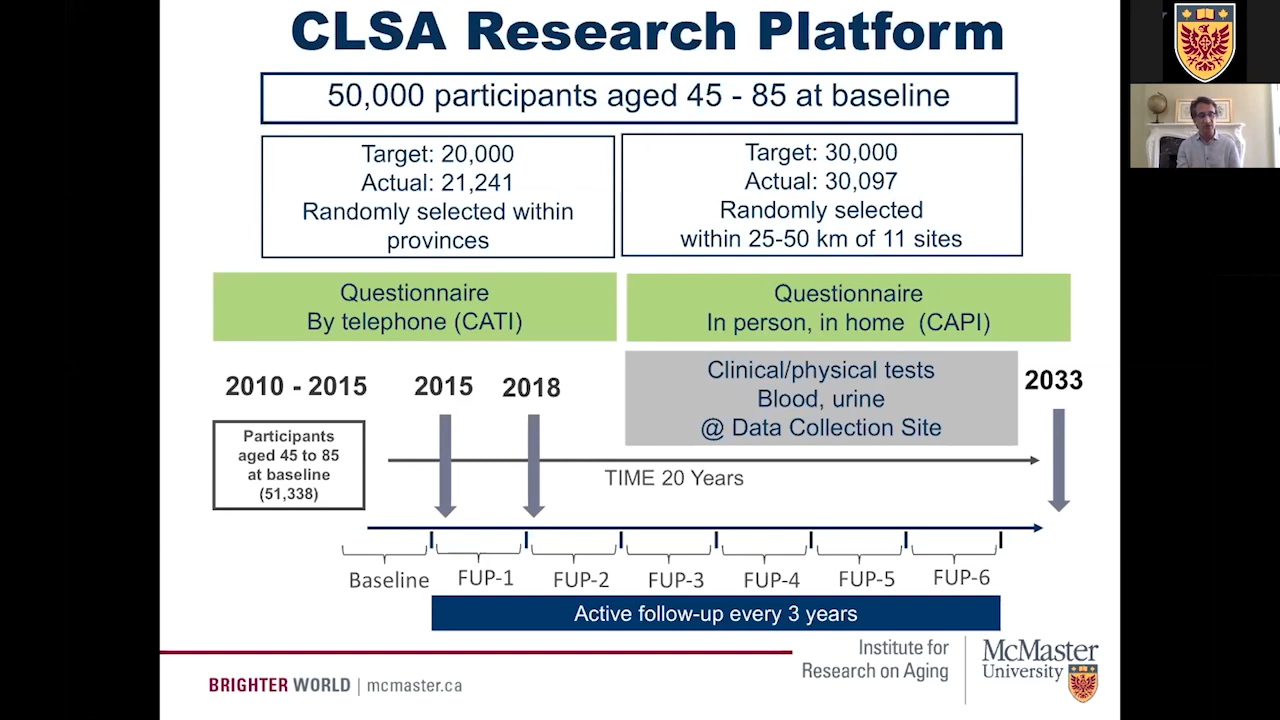 CLSA Research Platform
50,000 participants aged 45 - 85 at baseline
Target: 20,000
Actual: 21,241
Randomly selected within
provinces
Target: 30,000
Actual: 30,097
Randomly selected
within 25-50 km of 11 sites
Questionnaire
By telephone (CATI)
Questionnaire
In person, in home (CAPI)
Clinical/physical tests
Blood, urine
@ Data Collection Site
2010 - 2015
2015
2018
2033
Participants
aged 45 to 85
at baseline
(51,338)
TIME 20 Years
Baseline
FUP-1
FUP-2
FUP-3
FUP-4
FUP-5
FUP-6
Active follow-up every 3 years
BRIGHTER WORLD | mcmaster.ca
Institute for
Research on Aging
McMaster
University